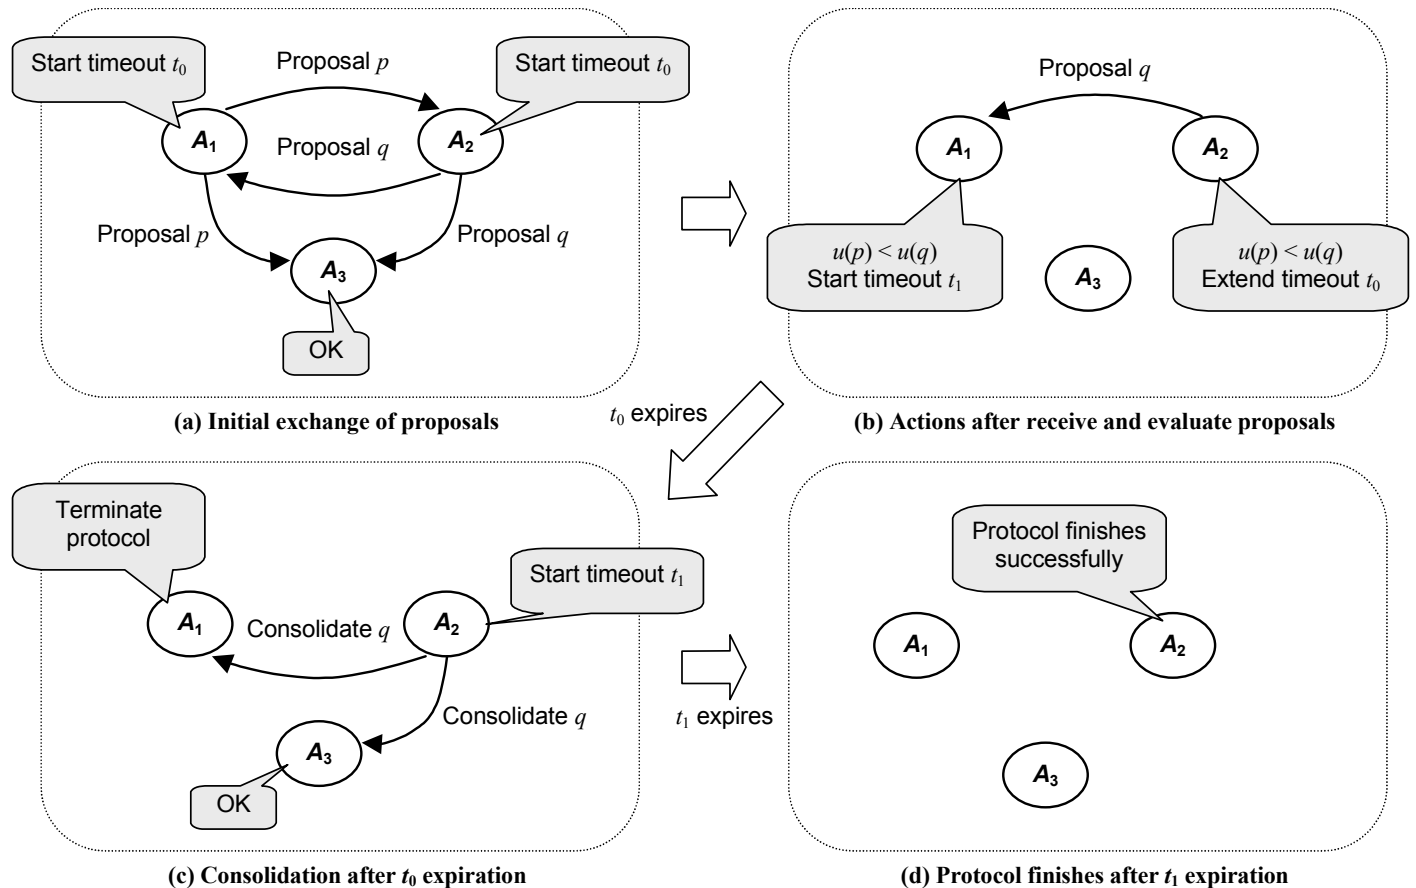 Start timeout t0
Proposal p
Start timeout t0
A1
Proposal q
A2
Proposal p
Proposal q
A3
OK
(a) Initial exchange of proposals
Proposal q
A1
A2
u(p) < u(q)
Start timeout t1
A3
u(p) < u(q)
Extend timeout t0
(b) Actions after receive and evaluate proposals
t0 expires
Terminate
protocol
Start timeout t1
A1
Consolidate q
A2
Consolidate q
A3
OK
(c) Consolidation after t0 expiration
t1 expires
Protocol finishes
successfully
A1
A2
A3
(d) Protocol finishes after t1 expiration